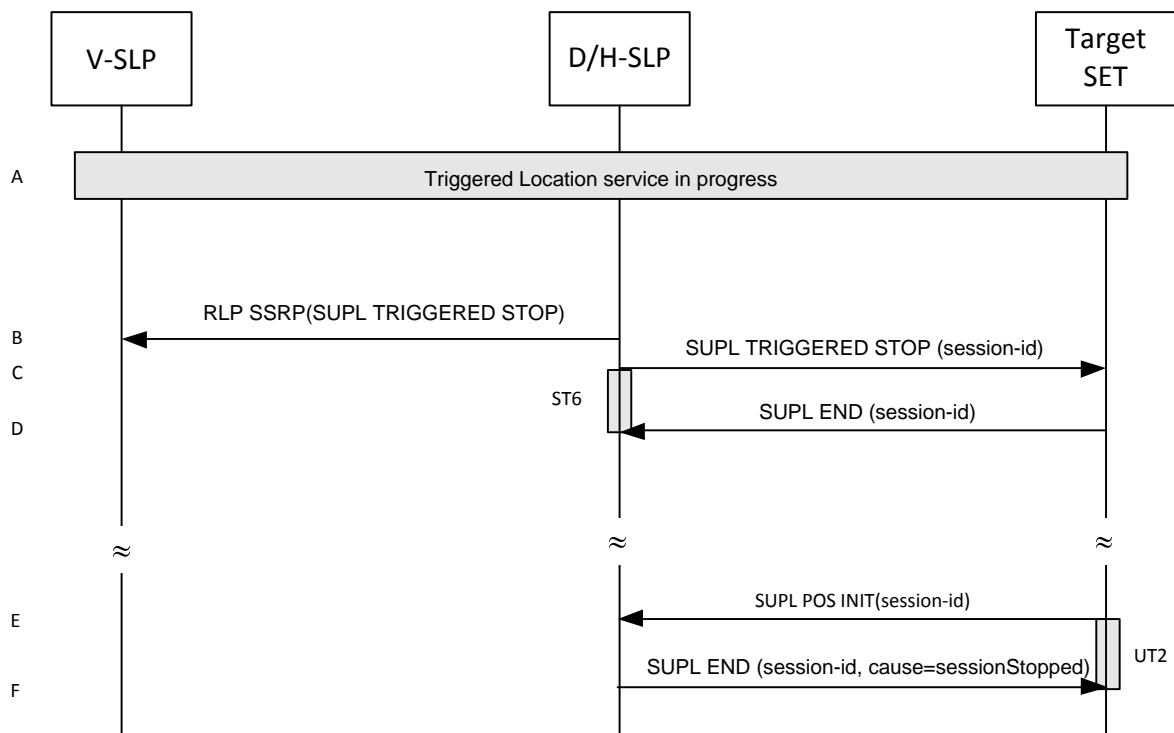 V-SLP
D/H-SLP
Target
SET
A
Triggered Location service in progress
RLP SSRP(SUPL TRIGGERED STOP)
B
SUPL TRIGGERED STOP (session-id)
C
ST6
SUPL END (session-id)
D
≈ ≈ ≈
SUPL POS INIT(session-id)
E
UT2
SUPL END (session-id, cause=sessionStopped)
F